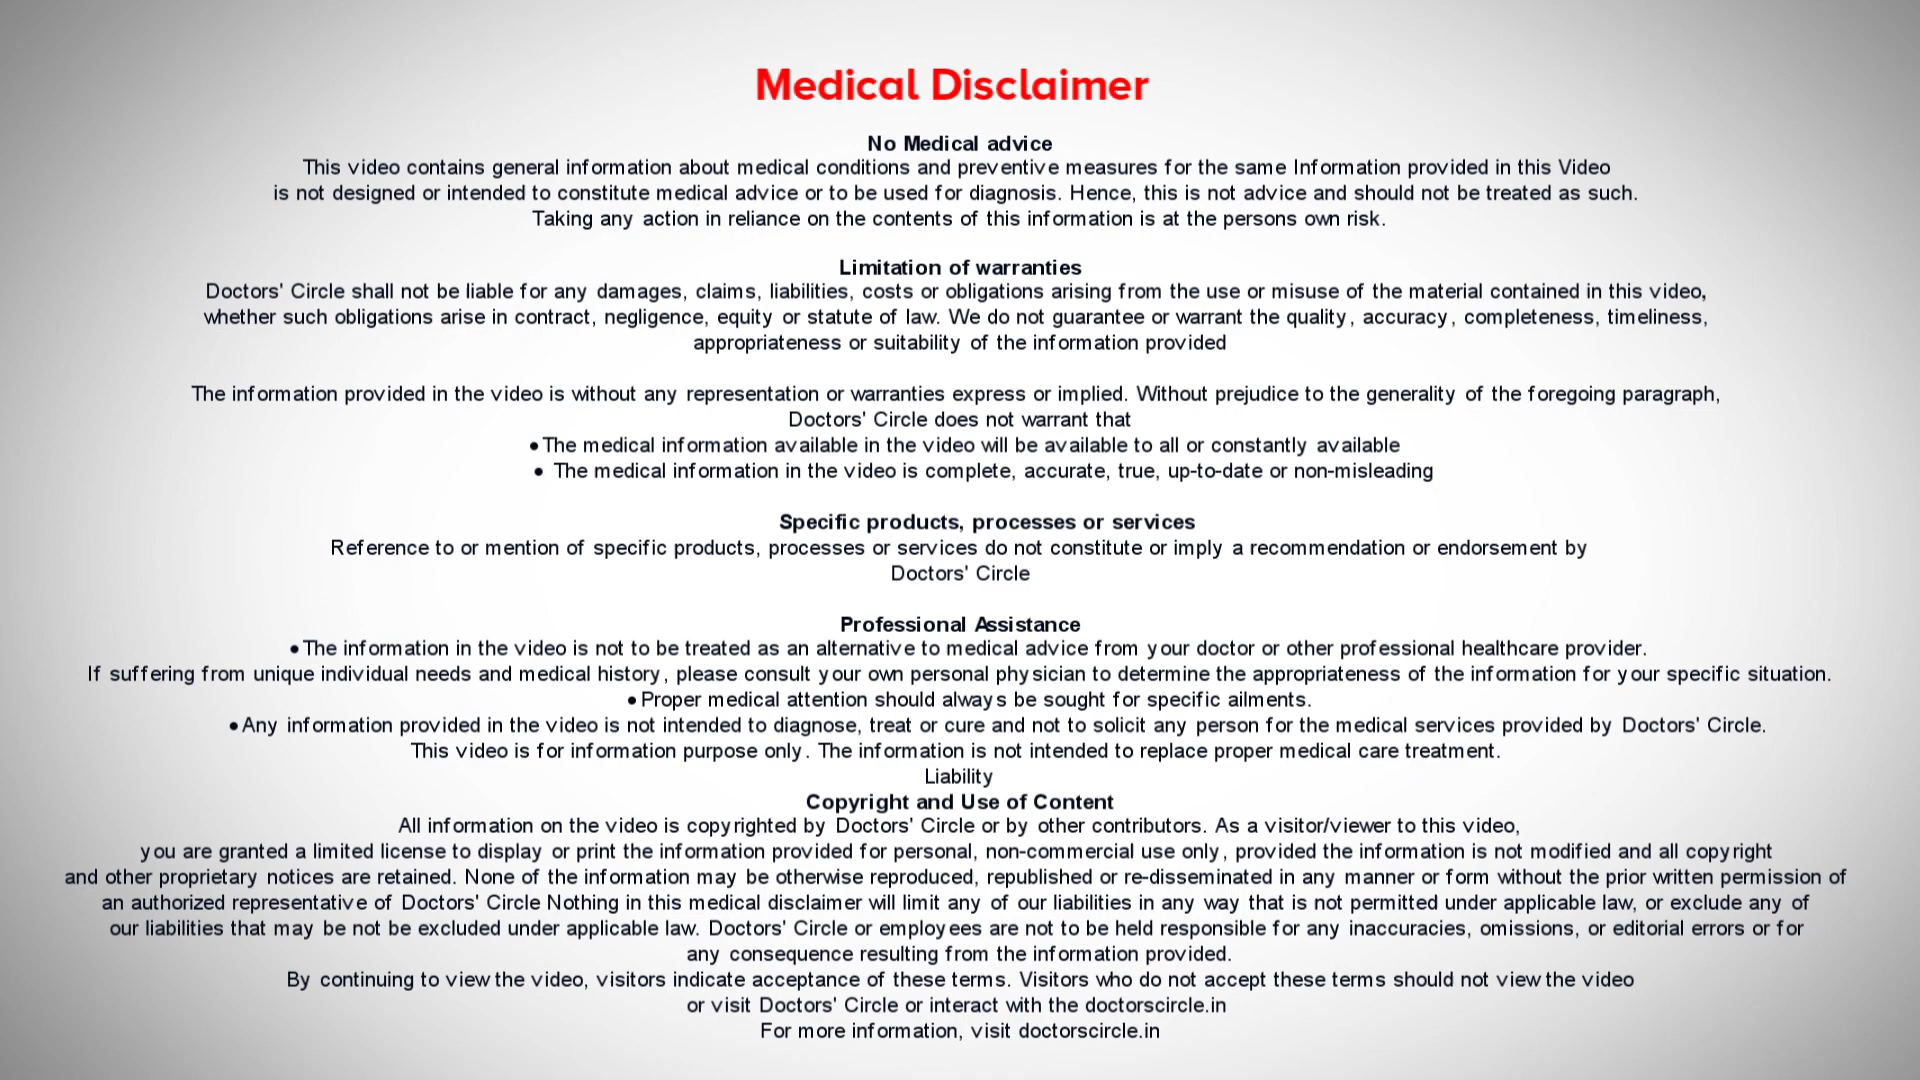 Medical Disclaimer
No Medical advice
This video contains general information about medical conditions and preventive measures for the same Information provided in this Video
is not designed or intended to constitute medical advice or to be used for diagnosis. Hence, this is not advice and should not be treated as such.
Taking any action in reliance on the contents of this information is at the persons own risk.
Limitation of warranties
Doctors' Circle shall not be liable for any damages, claims, liabilities, costs or obligations arising from the use or misuse of the material contained in this video,
whether such obligations arise in contract, negligence, equity or statute of law. We do not guarantee or warrant the quality, accuracy, completeness, timeliness,
appropriateness or suitability of the information provided
The information provided in the video is without any representation or warranties express or implied. Without prejudice to the generality of the foregoing paragraph,
Doctors' Circle does not warrant that
• The medical information available in the video will be available to all or constantly available
• The medical information in the video is complete, accurate, true, up-to-date or non-misleading
Specific products, processes or services
Reference to or mention of specific products, processes or services do not constitute or imply a recommendation or endorsement by
Doctors' Circle
Professional Assistance
• The information in the video is not to be treated as an alternative to medical advice from your doctor or other professional healthcare provider.
If suffering from unique individual needs and medical history, please consult your own personal physician to determine the appropriateness of the information for your specific situation.
• Proper medical attention should always be sought for specific ailments.
• Any information provided in the video is not intended to diagnose, treat or cure and not to solicit any person for the medical services provided by Doctors' Circle.
This video is for information purpose only. The information is not intended to replace proper medical care treatment.
Liability
Copyright and Use of Content
All information on the video is copyrighted by Doctors' Circle or by other contributors. As a visitor/viewer to this video,
you are granted a limited license to display or print the information provided for personal, non-commercial use only, provided the information is not modified and all copyright
and other proprietary notices are retained. None of the information may be otherwise reproduced, republished or re-disseminated in any manner or form without the prior written permission of
an authorized representative of Doctors' Circle Nothing in this medical disclaimer will limit any of our liabilities in any way that is not permitted under applicable law, or exclude any of
our liabilities that may be not be excluded under applicable law. Doctors' Circle or employees are not to be held responsible for any inaccuracies, omissions, or editorial errors or for
any consequence resulting from the information provided.
By continuing to view the video, visitors indicate acceptance of these terms. Visitors who do not accept these terms should not view the video
or visit Doctors' Circle or interact with the doctorscircle.in
For more information, visit doctorscircle.in